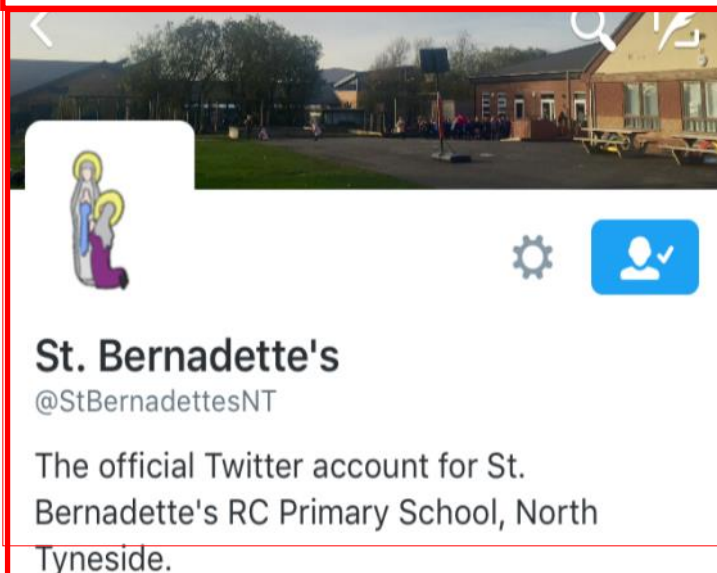 St. Bernadette's
@StBernadettesNT
The official Twitter account for St.
Bernadette's RC Primary School, North
Tyneside.